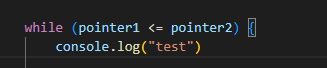 while (pointer1 <= pointer2) {
console.log("test")